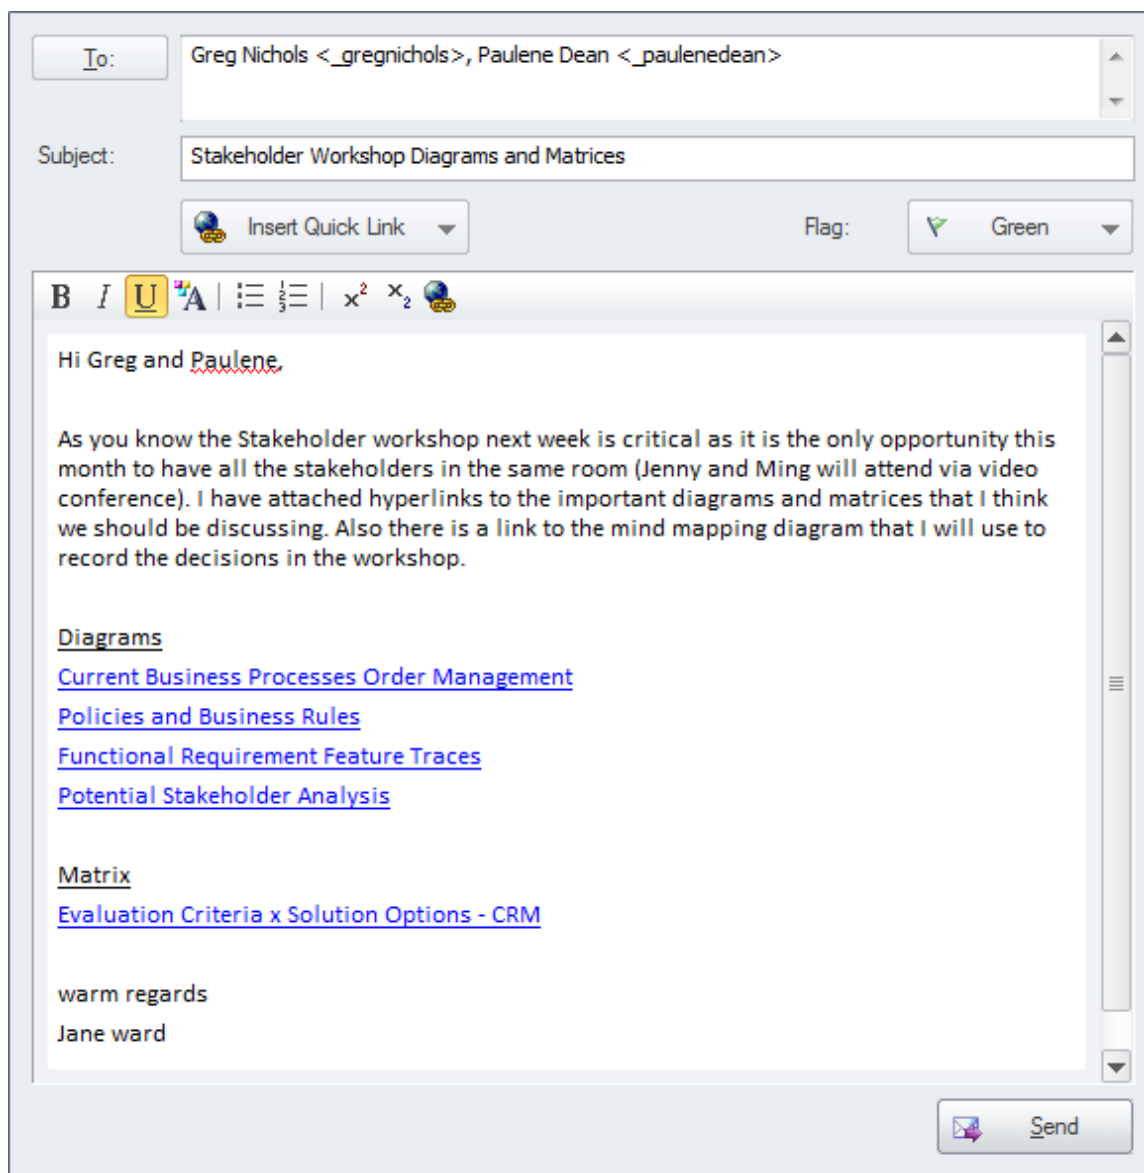 To:
Greg Nichols <_gregnichols>, Paulene Dean <_paulenedean>
Subject:
Stakeholder Workshop Diagrams and Matrices
Insert Quick Link
Flag:
Green
B I U A x² x₂
Hi Greg and Paulene,
As you know the Stakeholder workshop next week is critical as it is the only opportunity this
month to have all the stakeholders in the same room (Jenny and Ming will attend via video
conference). I have attached hyperlinks to the important diagrams and matrices that I think
we should be discussing. Also there is a link to the mind mapping diagram that I will use to
record the decisions in the workshop.
Diagrams
Current Business Processes Order Management
Policies and Business Rules
Functional Requirement Feature Traces
Potential Stakeholder Analysis
Matrix
Evaluation Criteria x Solution Options - CRM
warm regards
Jane ward
Send